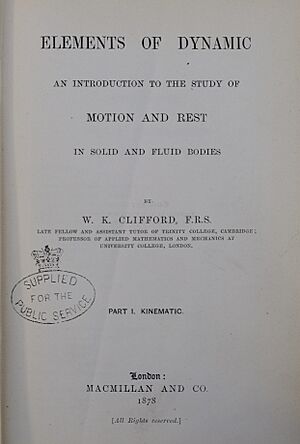 ELEMENTS OF DYNAMIC
AN INTRODUCTION TO THE STUDY OF
MOTION AND REST
IN SOLID AND FLUID BODIES
BY
W. K. CLIFFORD, F.R.S.
LATE FELLOW AND ASSISTANT TUTOR OF TRINITY COLLEGE, CAMBRIDGE;
PROFESSOR OF APPLIED MATHEMATICS AND MECHANICS AT
UNIVERSITY COLLEGE, LONDON.
SUPPLIED
FOR THE
PUBLIC SERVICE
PART I. KINEMATIC.
London:
MACMILLAN AND CO.
1878
[All Rights reserved.]